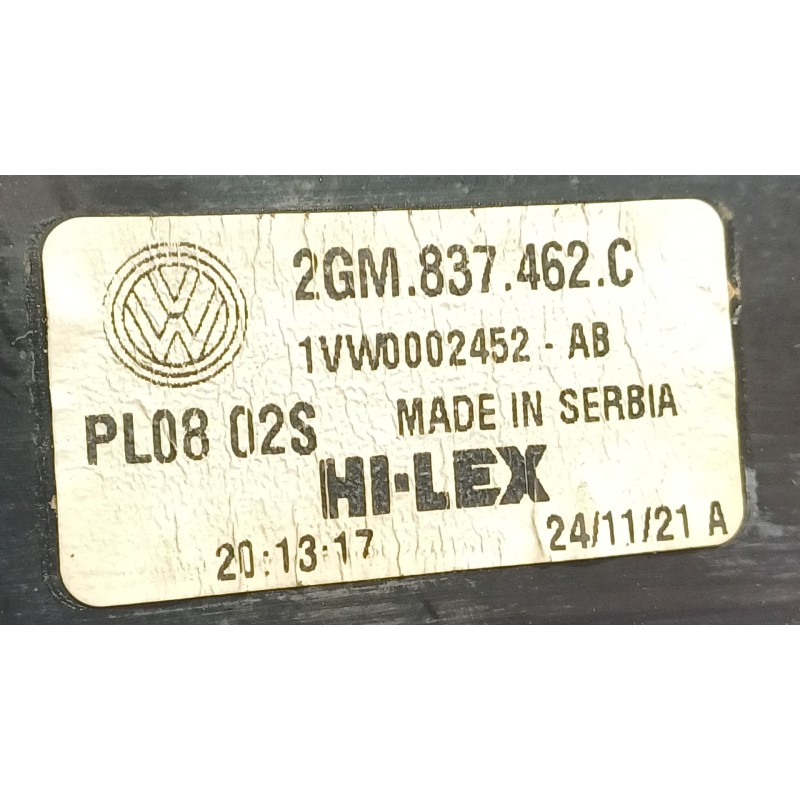 2GM.837.462.C
1VW0002452 - AB
PL08 02S MADE IN SERBIA
HI-LEX
20:13:17 24/11/21 A